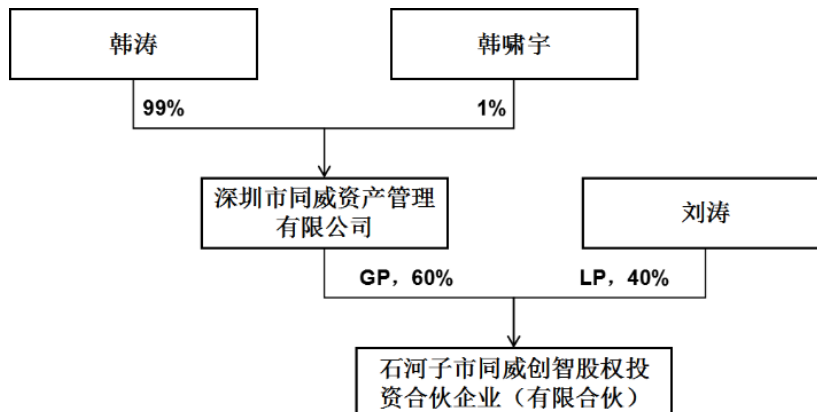 韩涛
韩啸宇
99%
1%
深圳市同威资产管理
有限公司
刘涛
GP，60%
LP，40%
石河子市同威创智股权投
资合伙企业（有限合伙）